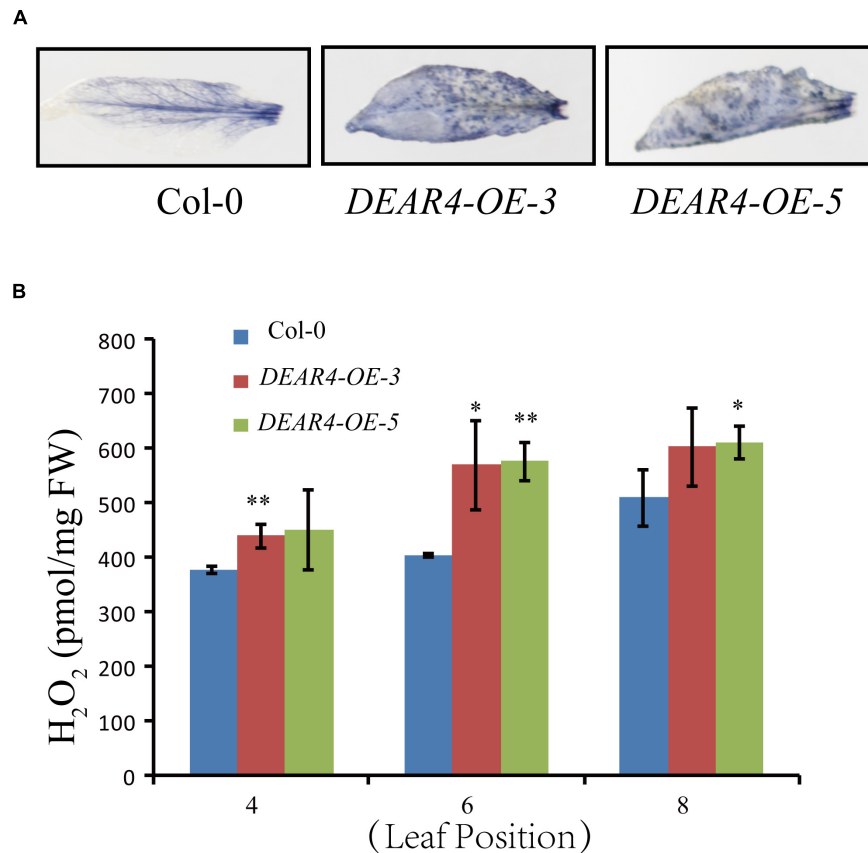 A
Col-0
DEAR4-OE-3
DEAR4-OE-5
B
H₂O₂ (pmol/mg FW)
800
700
600
500
400
300
200
100
0
Col-0
DEAR4-OE-3
DEAR4-OE-5
**
*
**
*
4
6
8
(Leaf Position)